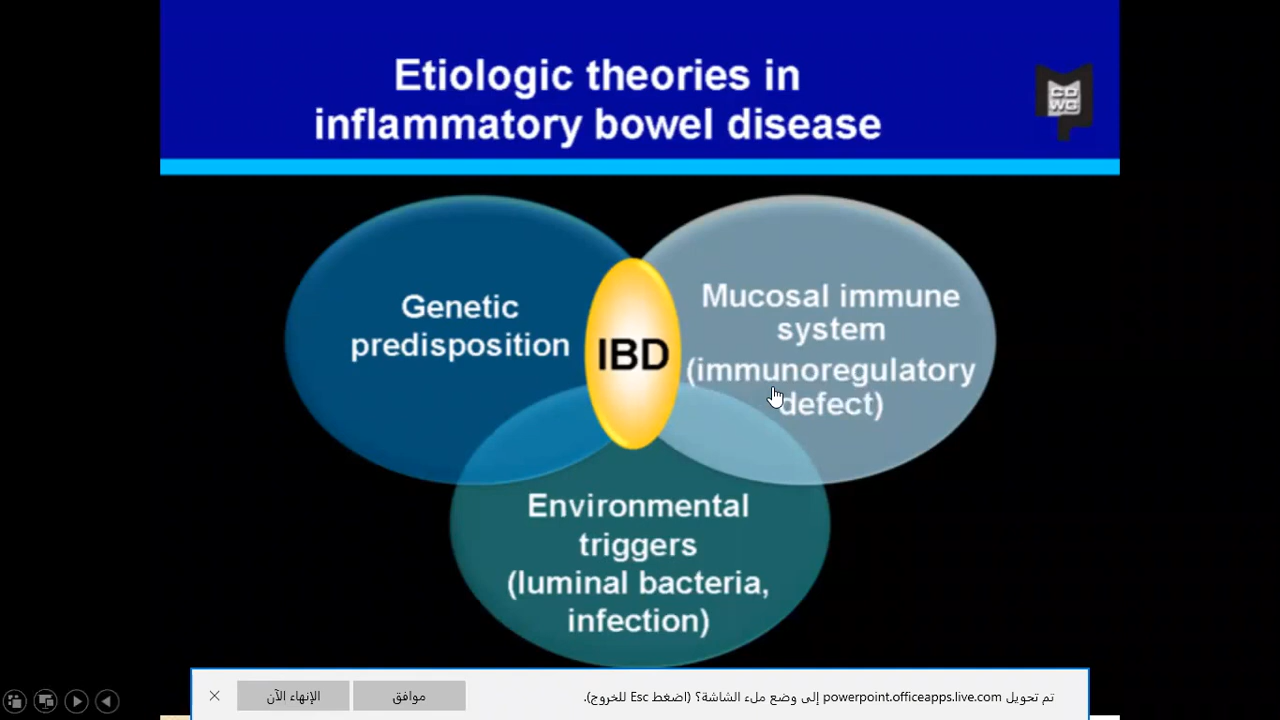 Etiologic theories in
inflammatory bowel disease
CDWG
Genetic
predisposition
IBD
Mucosal immune
system
(immunoregulatory
defect)
Environmental
triggers
(luminal bacteria,
infection)
تم تحويل powerpoint.officeapps.live.com إلى وضع ملء الشاشة؟ (اضغط Esc للخروج).
موافق
الإنهاء الآن